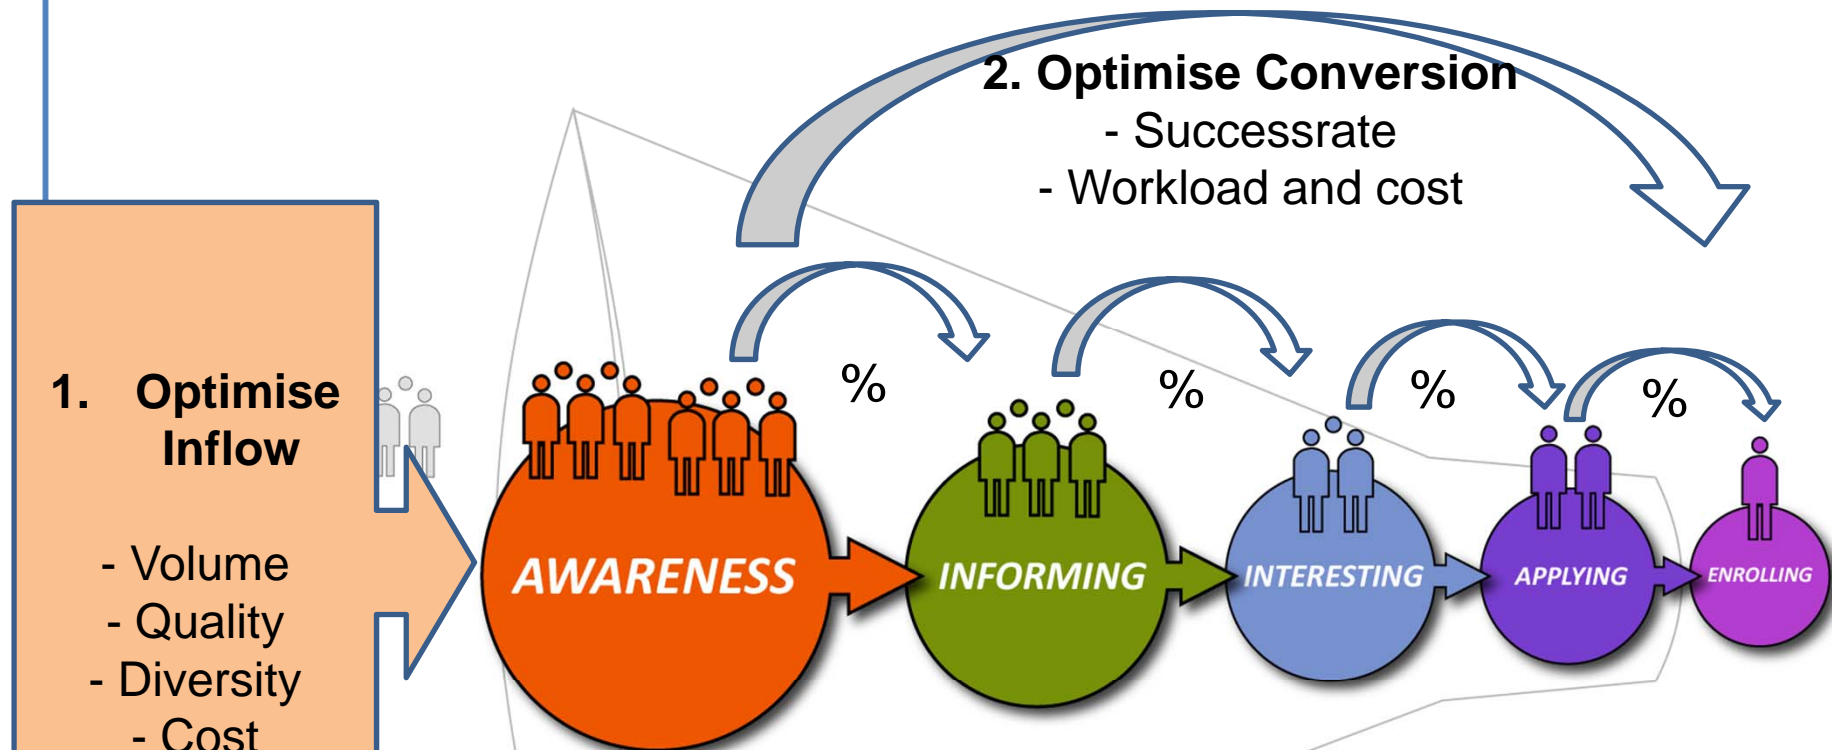 2. Optimise Conversion
- Successrate
- Workload and cost
1. Optimise
Inflow
- Volume
- Quality
- Diversity
- Cost
% % % %
AWARENESS INFORMING INTERESTING APPLYING ENROLLING